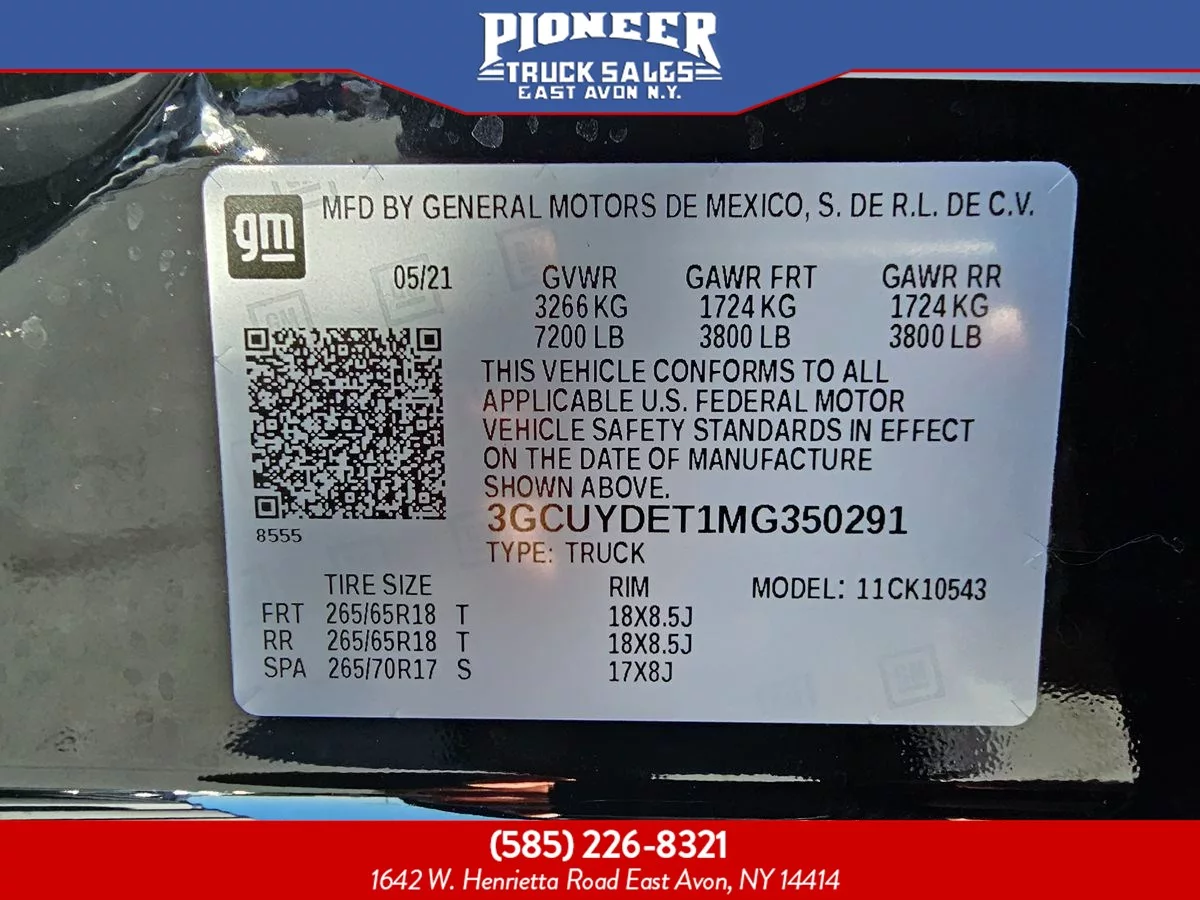 PIONEER
TRUCK SALES
EAST AVON N.Y.
gm
MFD BY GENERAL MOTORS DE MEXICO, S. DE R.L. DE C.V.
05/21 GVWR GAWR FRT GAWR RR
3266 KG 1724 KG 1724 KG
7200 LB 3800 LB 3800 LB
THIS VEHICLE CONFORMS TO ALL
APPLICABLE U.S. FEDERAL MOTOR
VEHICLE SAFETY STANDARDS IN EFFECT
ON THE DATE OF MANUFACTURE
SHOWN ABOVE.
3GCUYDET1MG350291
8555
TYPE: TRUCK
TIRE SIZE RIM MODEL: 11CK10543
FRT 265/65R18 T 18X8.5J
RR 265/65R18 T 18X8.5J
SPA 265/70R17 S 17X8J
(585) 226-8321
1642 W. Henrietta Road East Avon, NY 14414